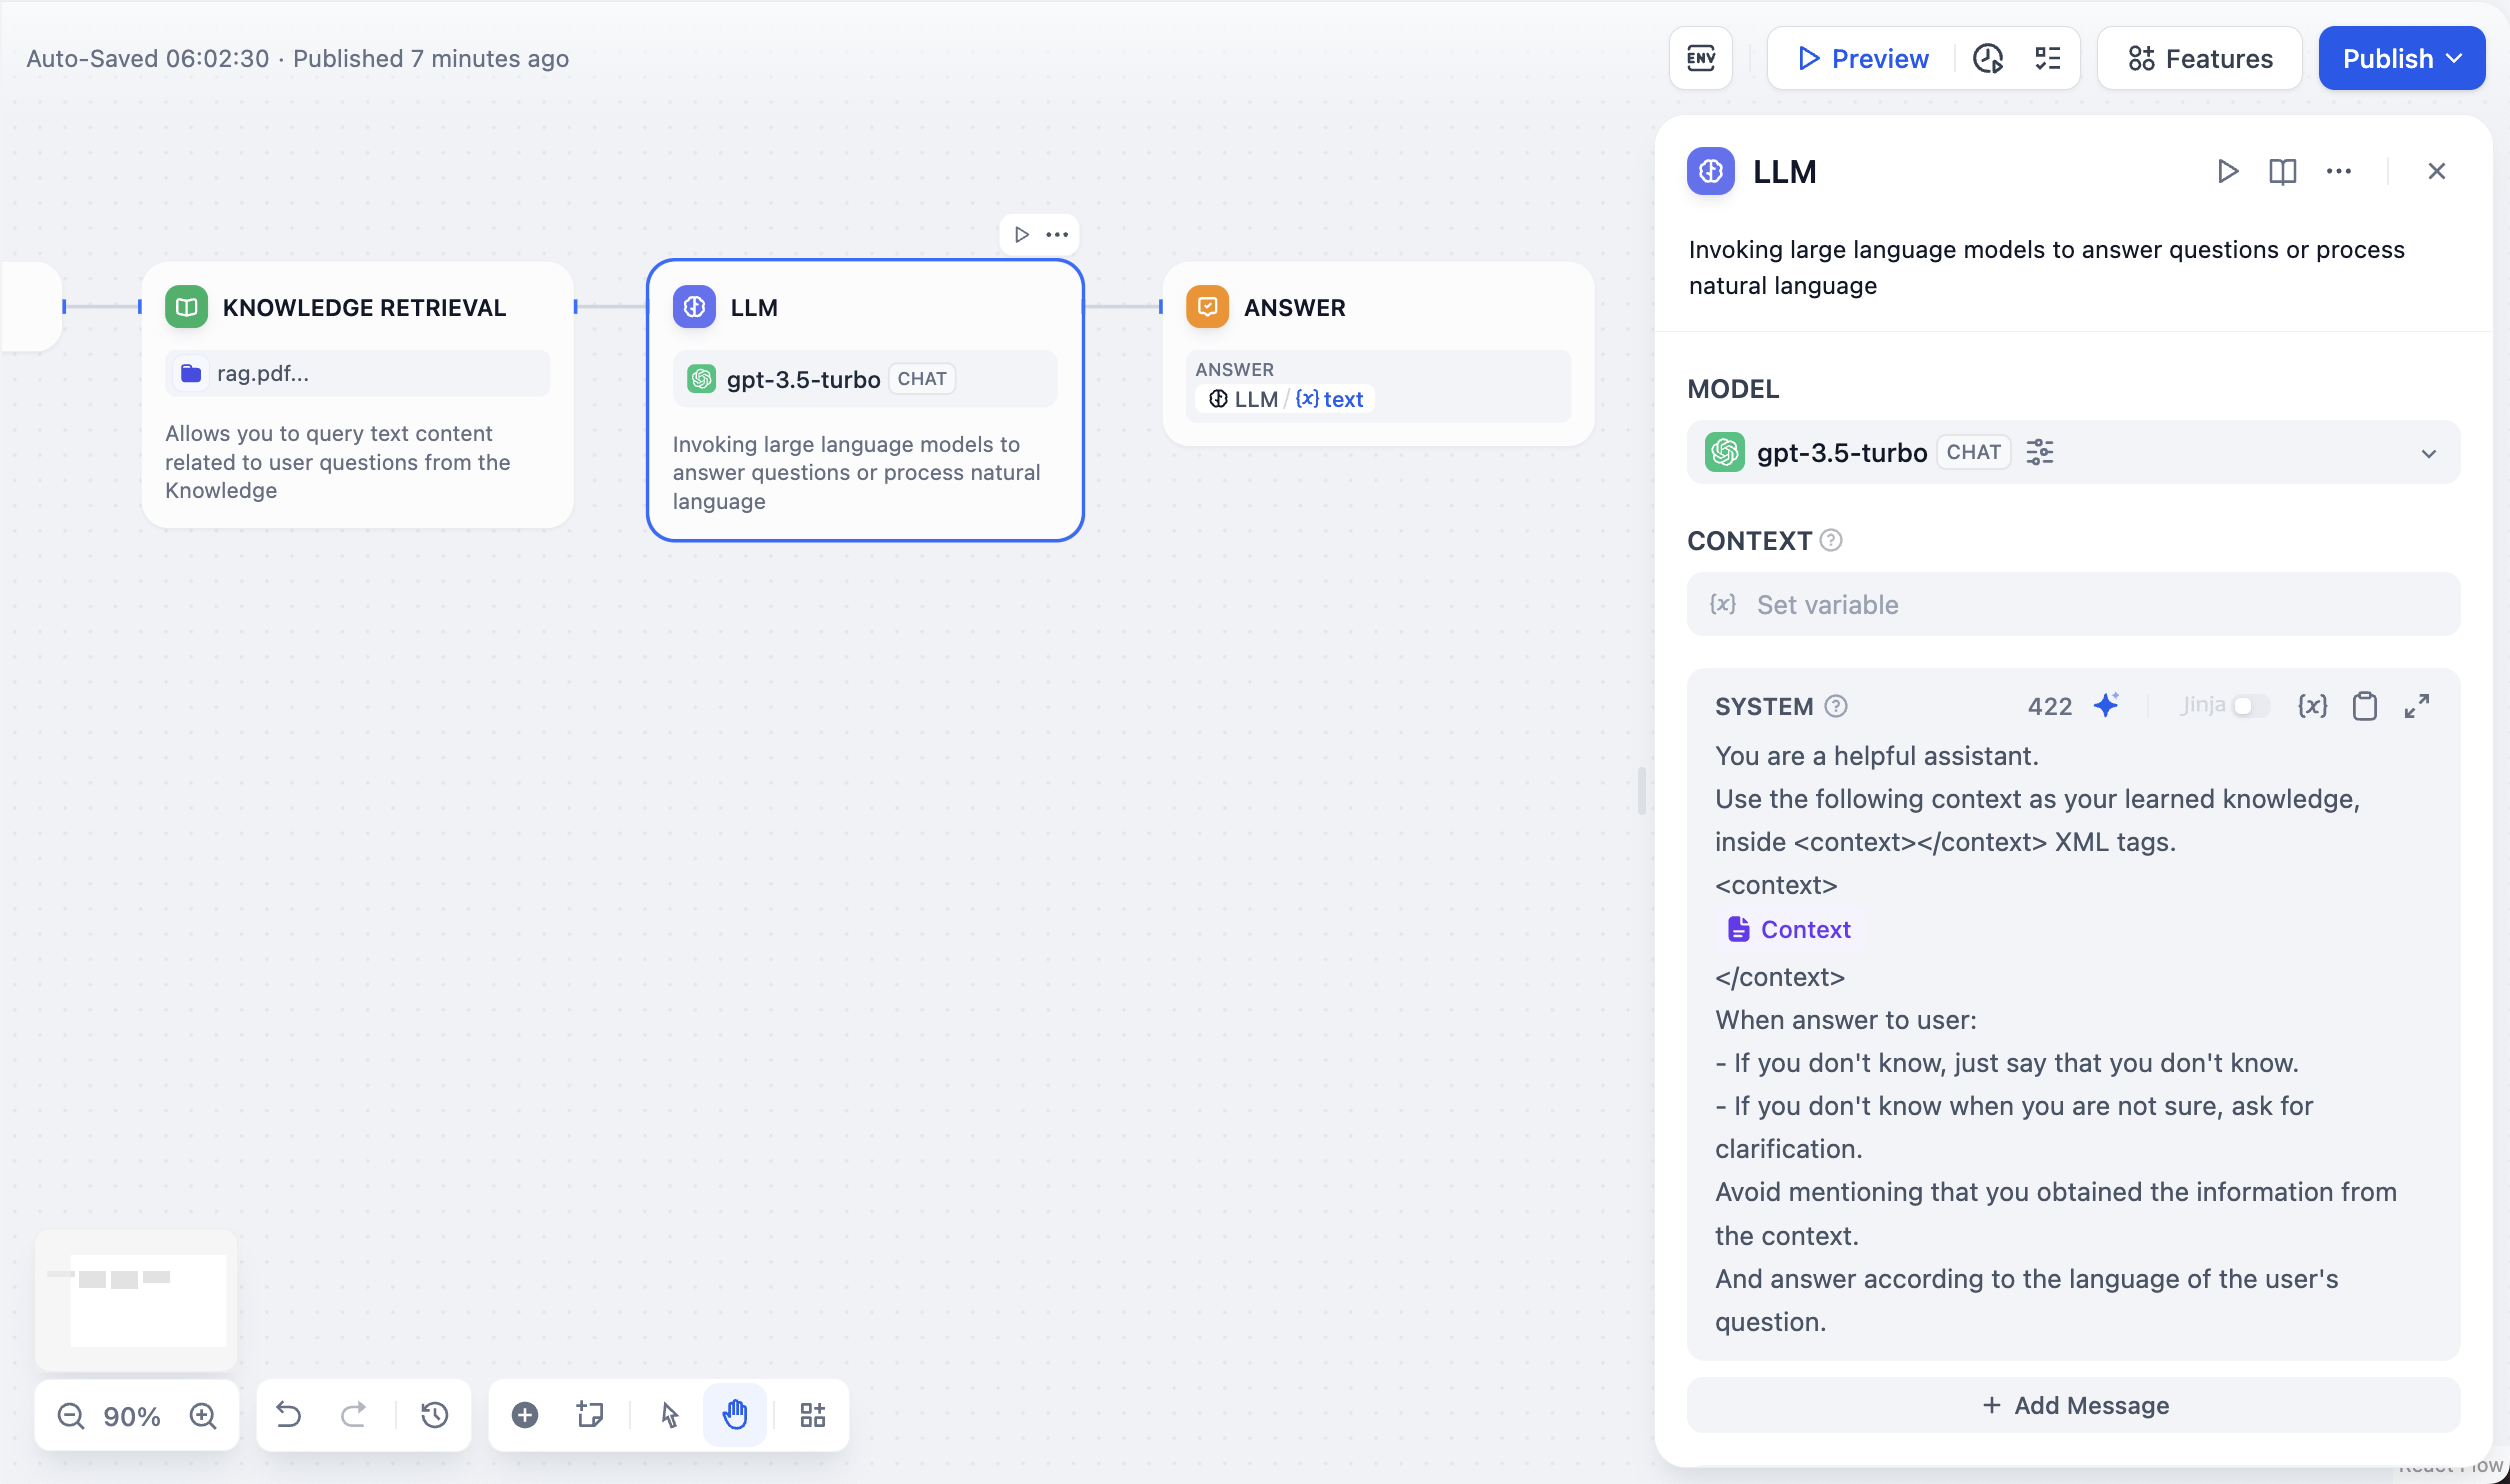 Auto-Saved 06:02:30 · Published 7 minutes ago
ENV
Preview
Features
Publish
KNOWLEDGE RETRIEVAL
rag.pdf...
Allows you to query text content
related to user questions from the
Knowledge
LLM
gpt-3.5-turbo CHAT
Invoking large language models to
answer questions or process natural
language
ANSWER
ANSWER
LLM / {x} text
LLM
Invoking large language models to answer questions or process
natural language
MODEL
gpt-3.5-turbo CHAT
CONTEXT ?
{x} Set variable
SYSTEM ? 422 Jinja {x}
You are a helpful assistant.
Use the following context as your learned knowledge,
inside <context></context> XML tags.
<context>
Context
</context>
When answer to user:
- If you don't know, just say that you don't know.
- If you don't know when you are not sure, ask for
clarification.
Avoid mentioning that you obtained the information from
the context.
And answer according to the language of the user's
question.
+ Add Message
90%
React Flow